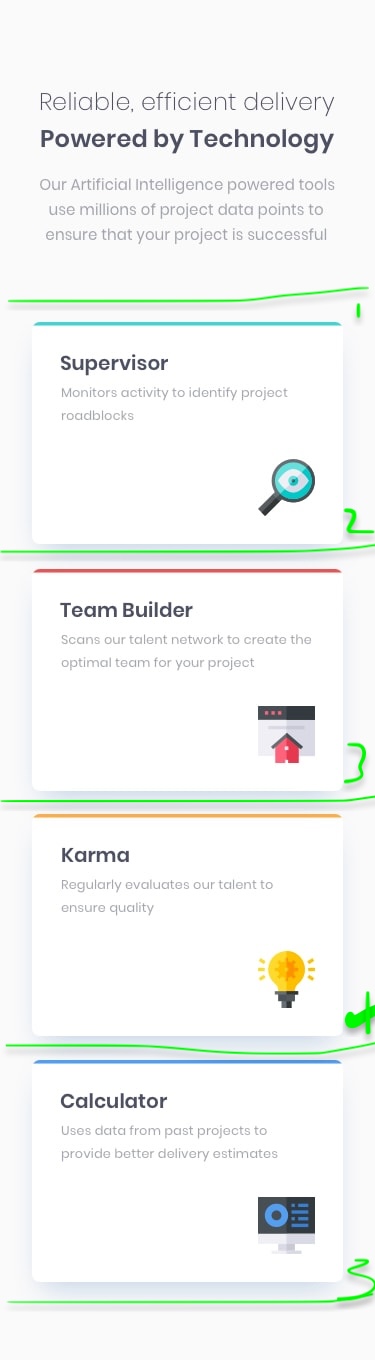 Reliable, efficient delivery
Powered by Technology
Our Artificial Intelligence powered tools
use millions of project data points to
ensure that your project is successful
1
Supervisor
Monitors activity to identify project
roadblocks
2
Team Builder
Scans our talent network to create the
optimal team for your project
3
Karma
Regularly evaluates our talent to
ensure quality
4
Calculator
Uses data from past projects to
provide better delivery estimates
5